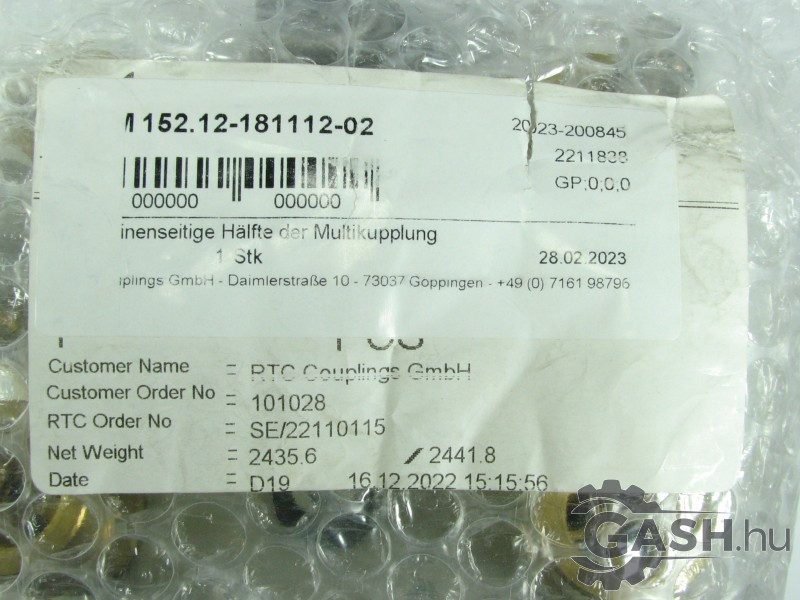 152.12-181112-02
2023-200845
2211838
GP:0,0,0
000000 000000
inenseitige Hälfte der Multikupplung
1 Stk 28.02.2023
plings GmbH - Daimlerstraße 10 - 73037 Göppingen - +49 (0) 7161 98796
Customer Name = RTC Couplings GmbH
Customer Order No = 101028
RTC Order No = SE/22110115
Net Weight = 2435.6 / 2441.8
Date = D19 16.12.2022 15:15:56
GASH.hu